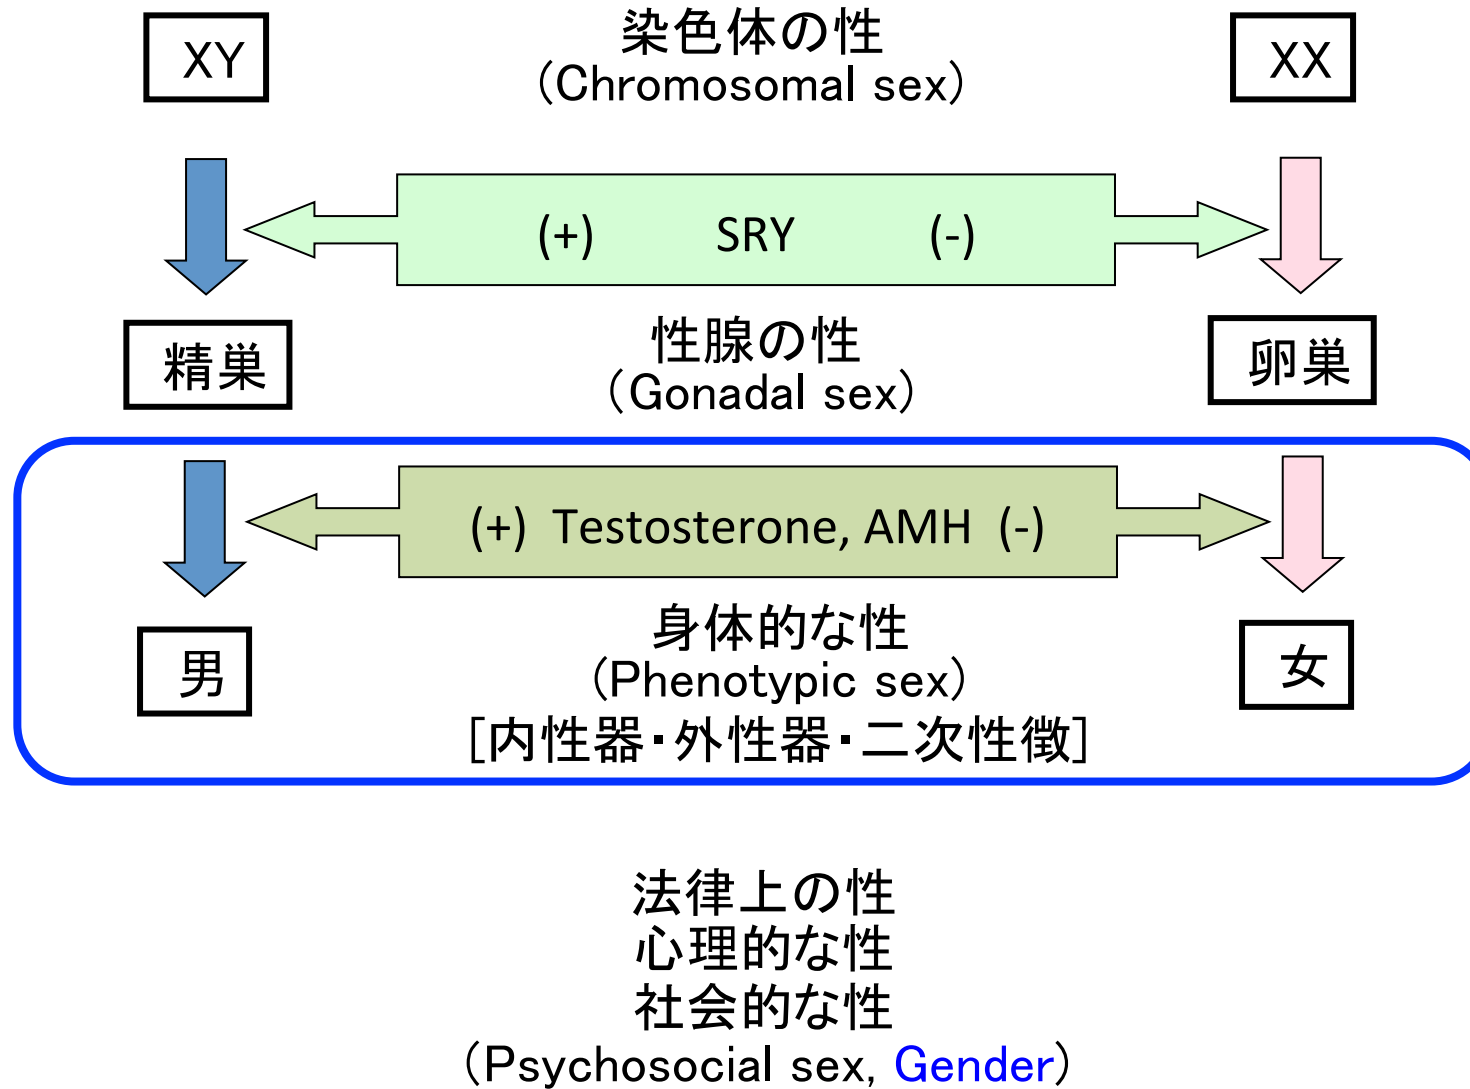 XY
染色体の性
XX
（Chromosomal sex）
(+) SRY (-)
精巣
性腺の性
卵巣
（Gonadal sex）
(+) Testosterone, AMH (-)
男
身体的な性
女
（Phenotypic sex）
［内性器・外性器・二次性徴］
法律上の性
心理的な性
社会的な性
（Psychosocial sex, Gender）